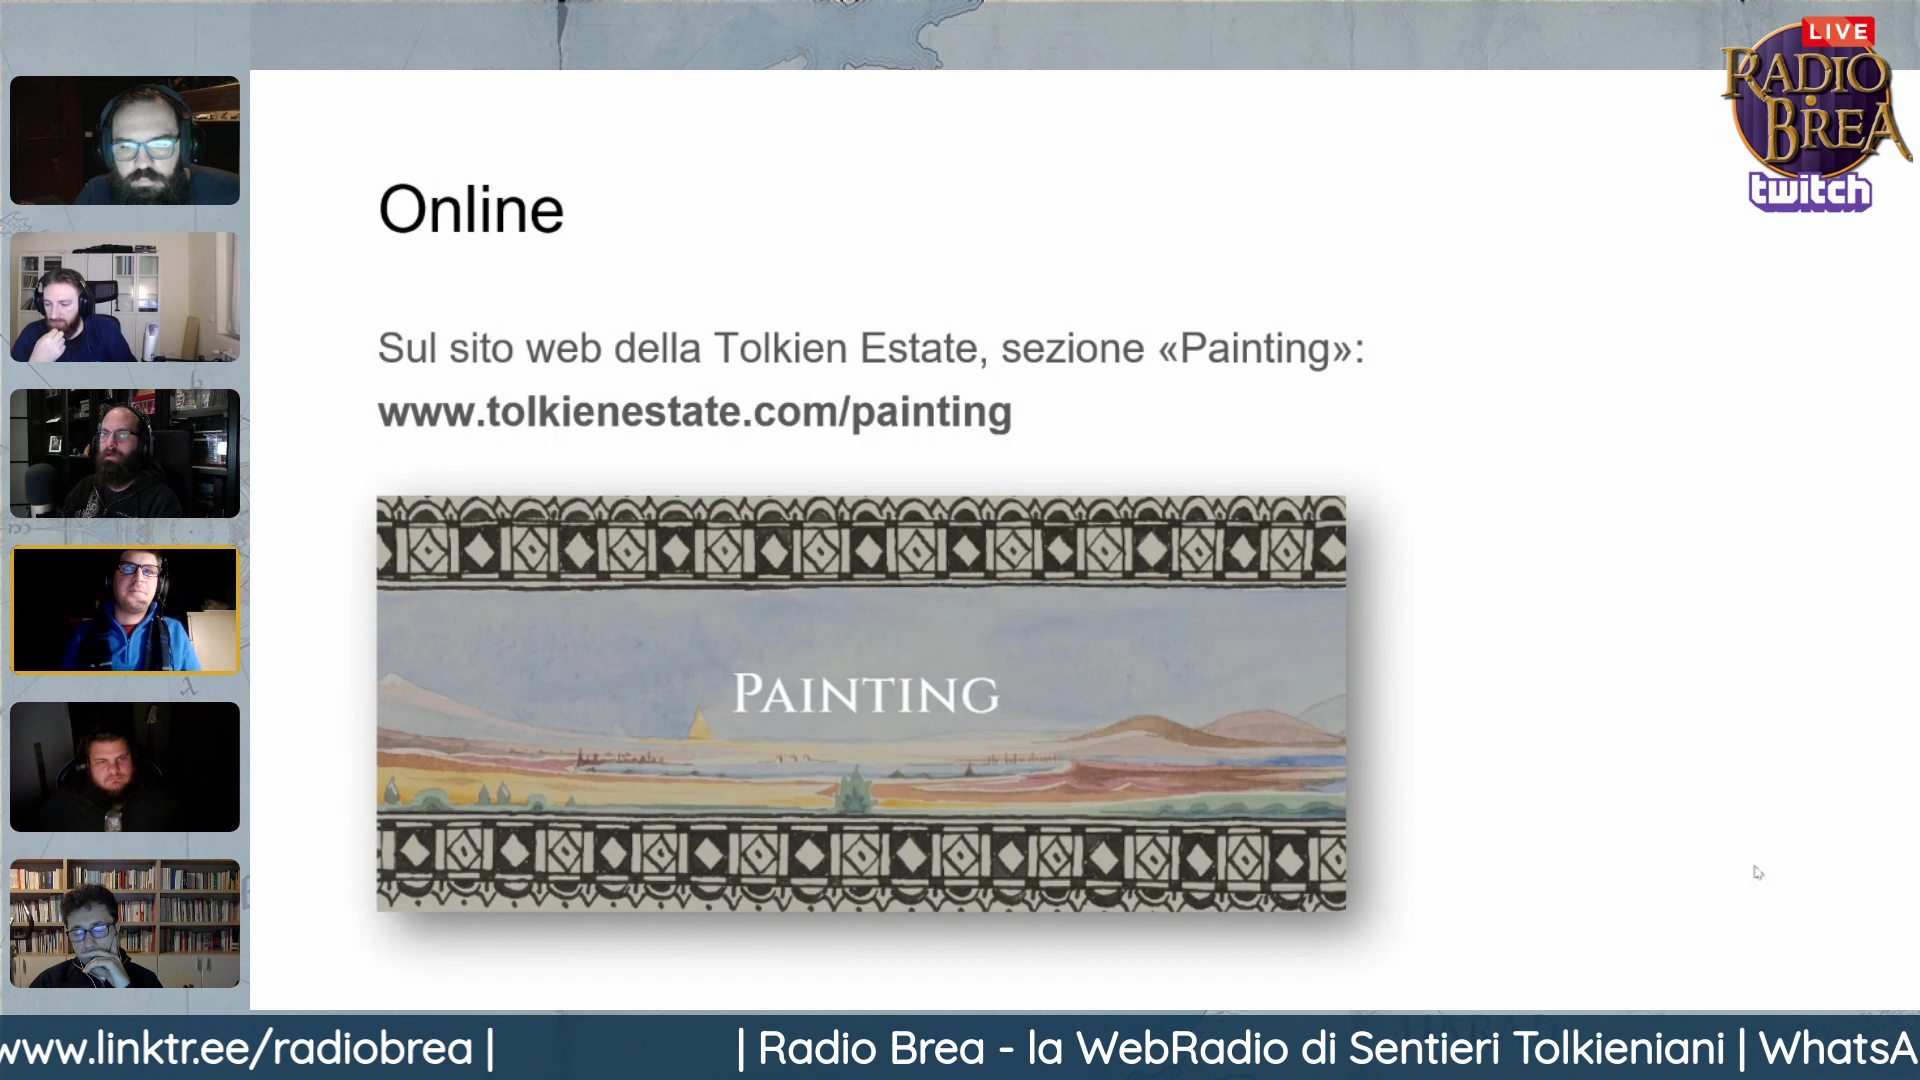 LIVE
RADIO
BREA
twitch
Online
Sul sito web della Tolkien Estate, sezione «Painting»:
www.tolkienestate.com/painting
PAINTING
www.linktr.ee/radiobrea | | Radio Brea - la WebRadio di Sentieri Tolkieniani | WhatsA